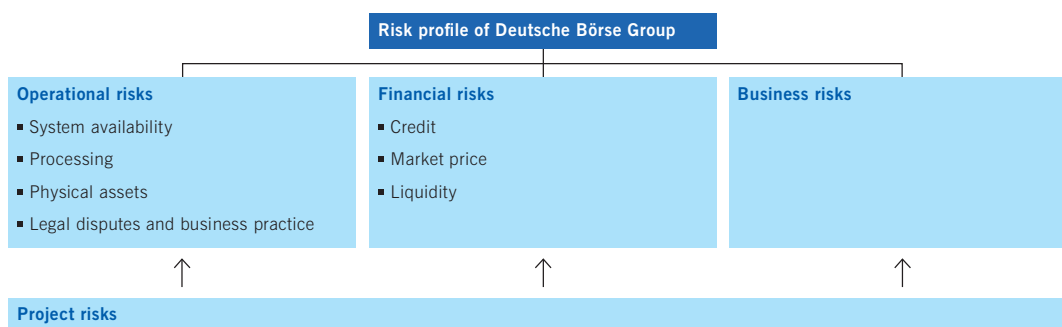 Risk profile of Deutsche Börse Group
Operational risks
▪ System availability
▪ Processing
▪ Physical assets
▪ Legal disputes and business practice
Financial risks
▪ Credit
▪ Market price
▪ Liquidity
Business risks
Project risks